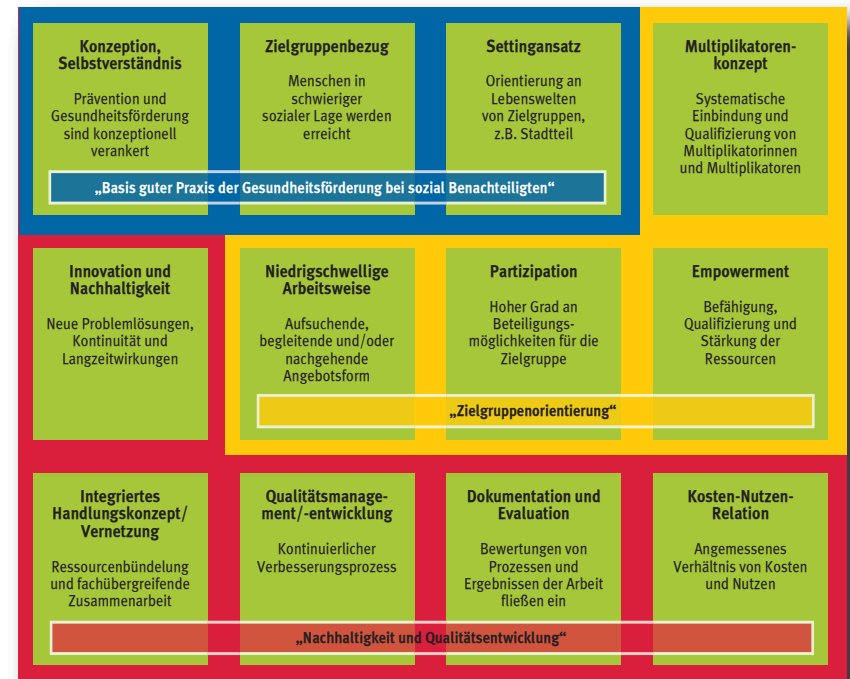 Konzeption,
Selbstverständnis
Prävention und
Gesundheitsförderung
sind konzeptionell
verankert
Zielgruppenbezug
Menschen in
schwieriger
sozialer Lage werden
erreicht
Settingansatz
Orientierung an
Lebenswelten
von Zielgruppen,
z.B. Stadtteil
„Basis guter Praxis der Gesundheitsförderung bei sozial Benachteiligten“
Multiplikatoren-
konzept
Systematische
Einbindung und
Qualifizierung von
Multiplikatorinnen
und Multiplikatoren
Innovation und
Nachhaltigkeit
Neue Problemlösungen,
Kontinuität und
Langzeitwirkungen
Niedrigschwellige
Arbeitsweise
Aufsuchende,
begleitende und/oder
nachgehende
Angebotsform
Partizipation
Hoher Grad an
Beteiligungs-
möglichkeiten für die
Zielgruppe
Empowerment
Befähigung,
Qualifizierung und
Stärkung der
Ressourcen
„Zielgruppenorientierung“
Integriertes
Handlungskonzept/
Vernetzung
Ressourcenbündelung
und fachübergreifende
Zusammenarbeit
Qualitätsmanage-
ment/-entwicklung
Kontinuierlicher
Verbesserungsprozess
Dokumentation und
Evaluation
Bewertungen von
Prozessen und
Ergebnissen der Arbeit
fließen ein
Kosten-Nutzen-
Relation
Angemessenes
Verhältnis von Kosten
und Nutzen
„Nachhaltigkeit und Qualitätsentwicklung“